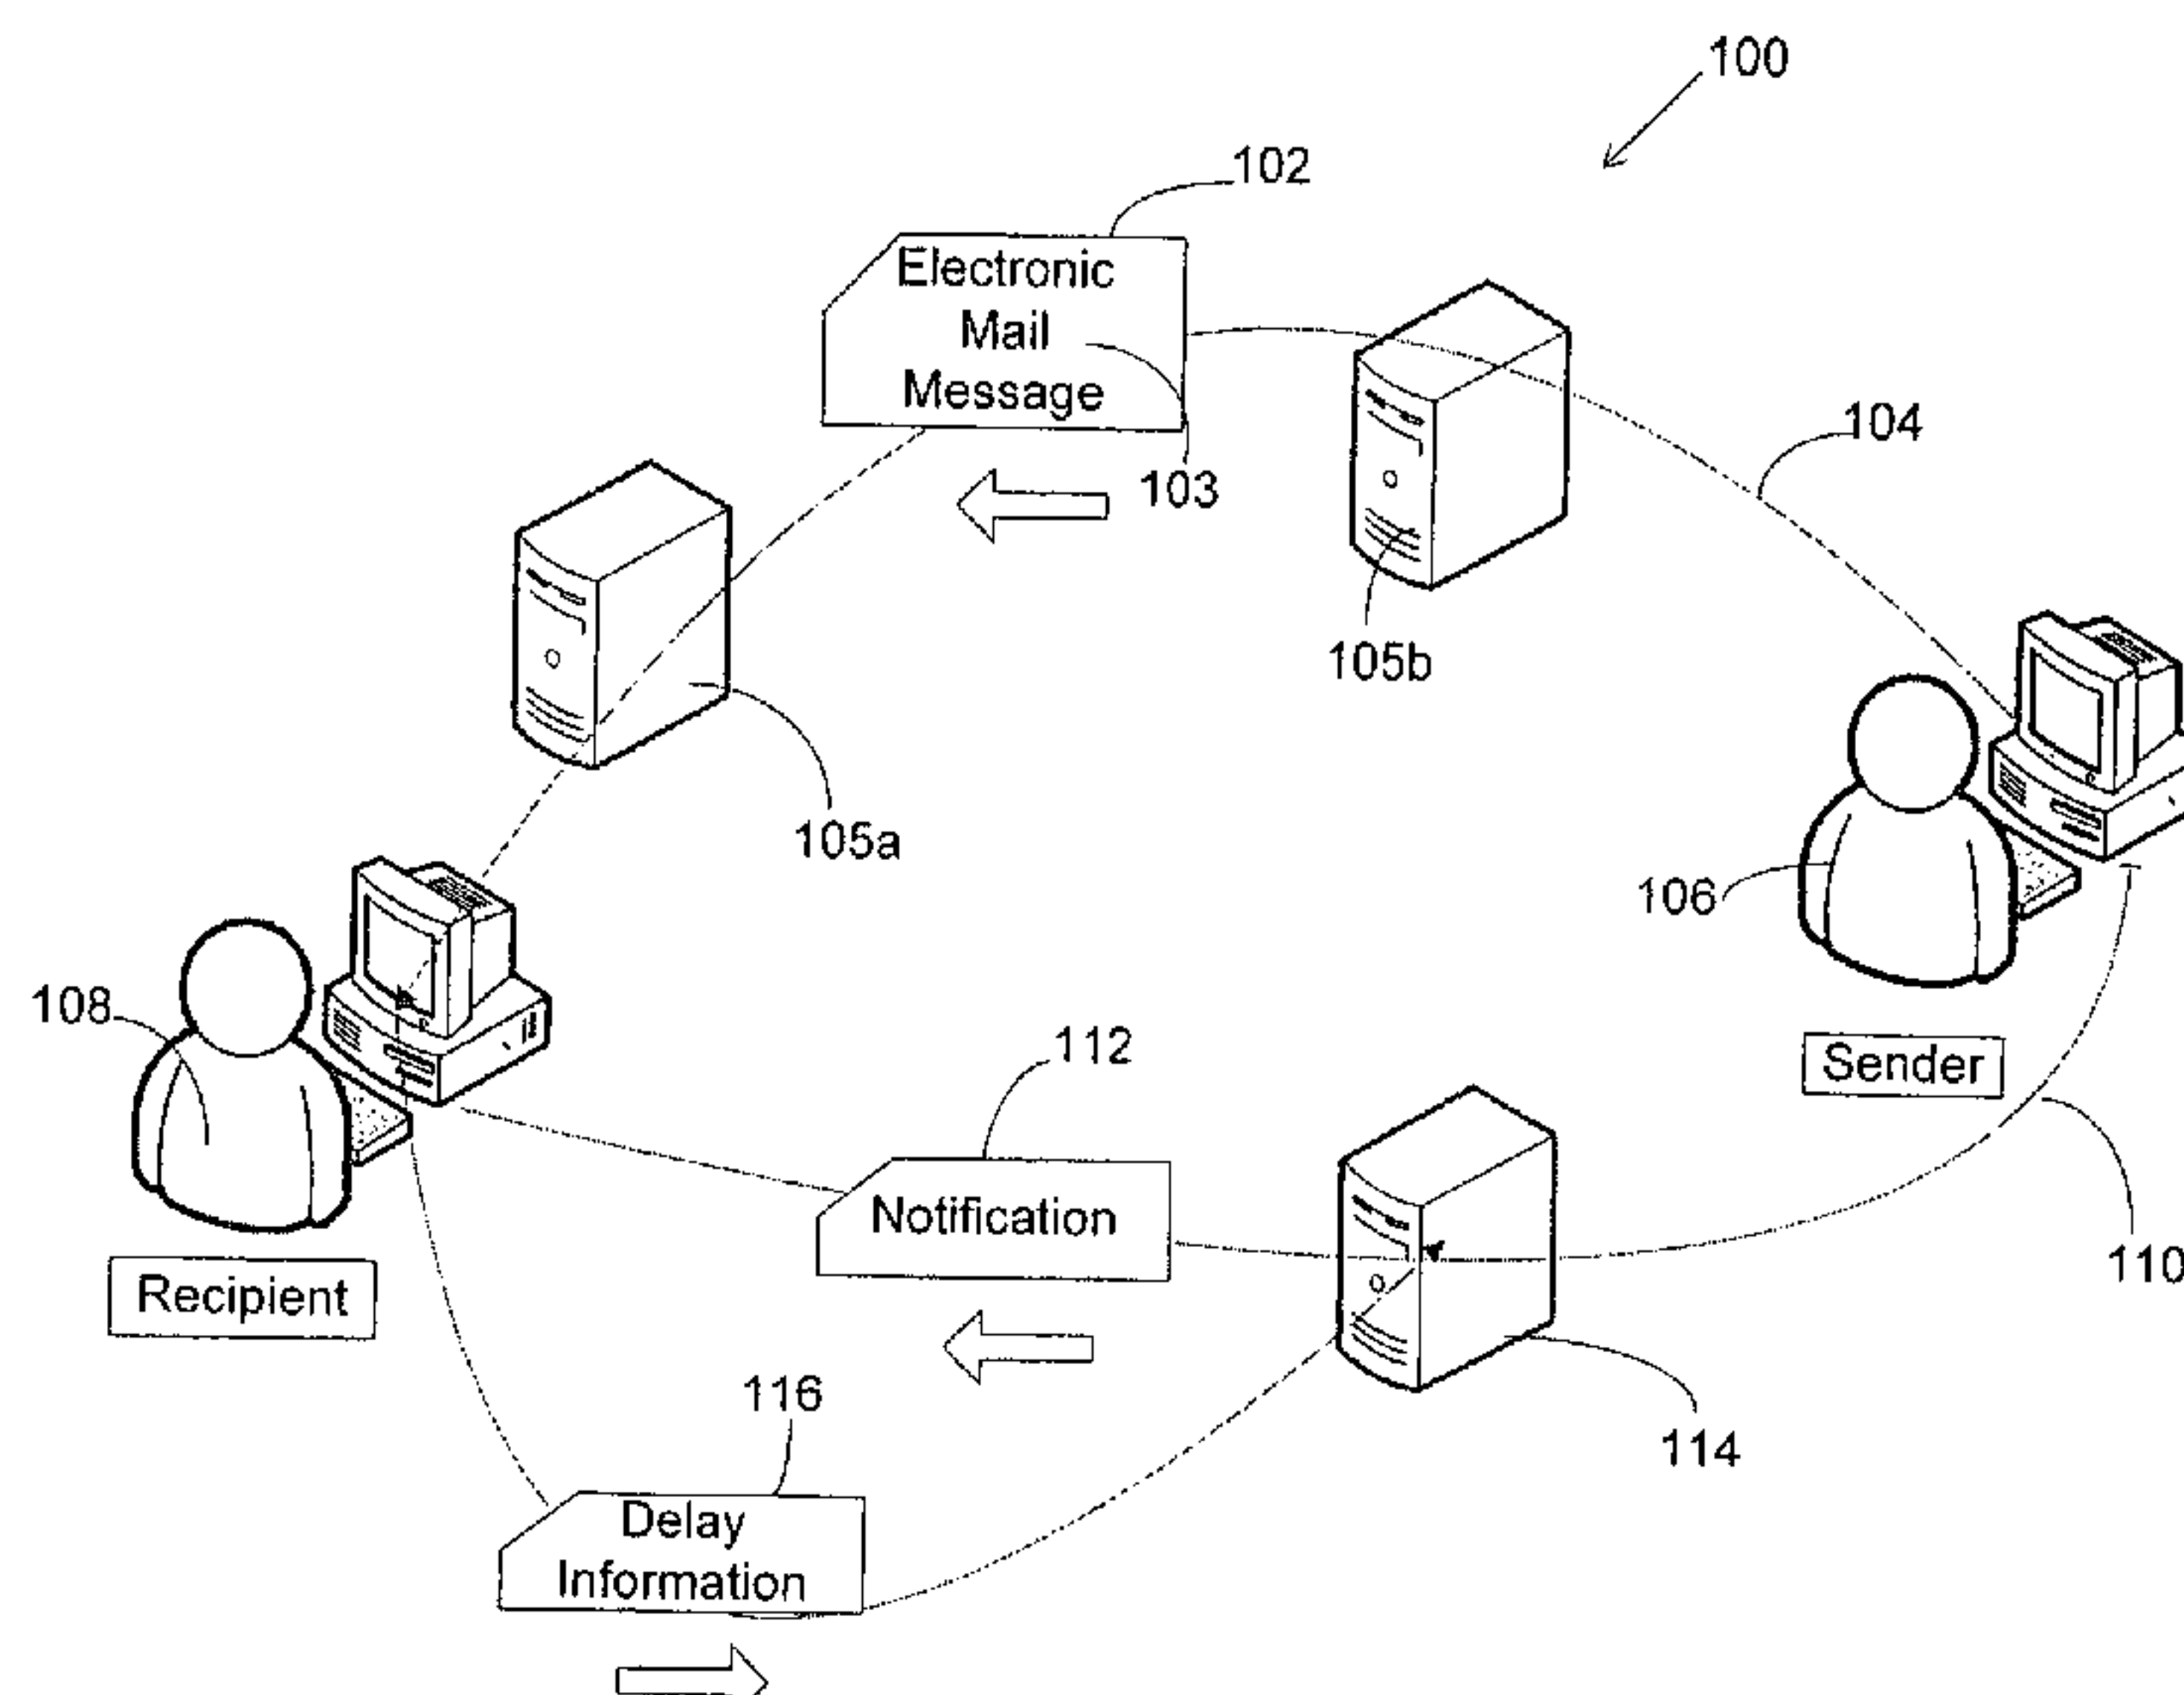 100
102
Electronic
Mail
Message
104
103
105b
105a
106
108
112
Sender
Notification
110
Recipient
116
114
Delay
Information